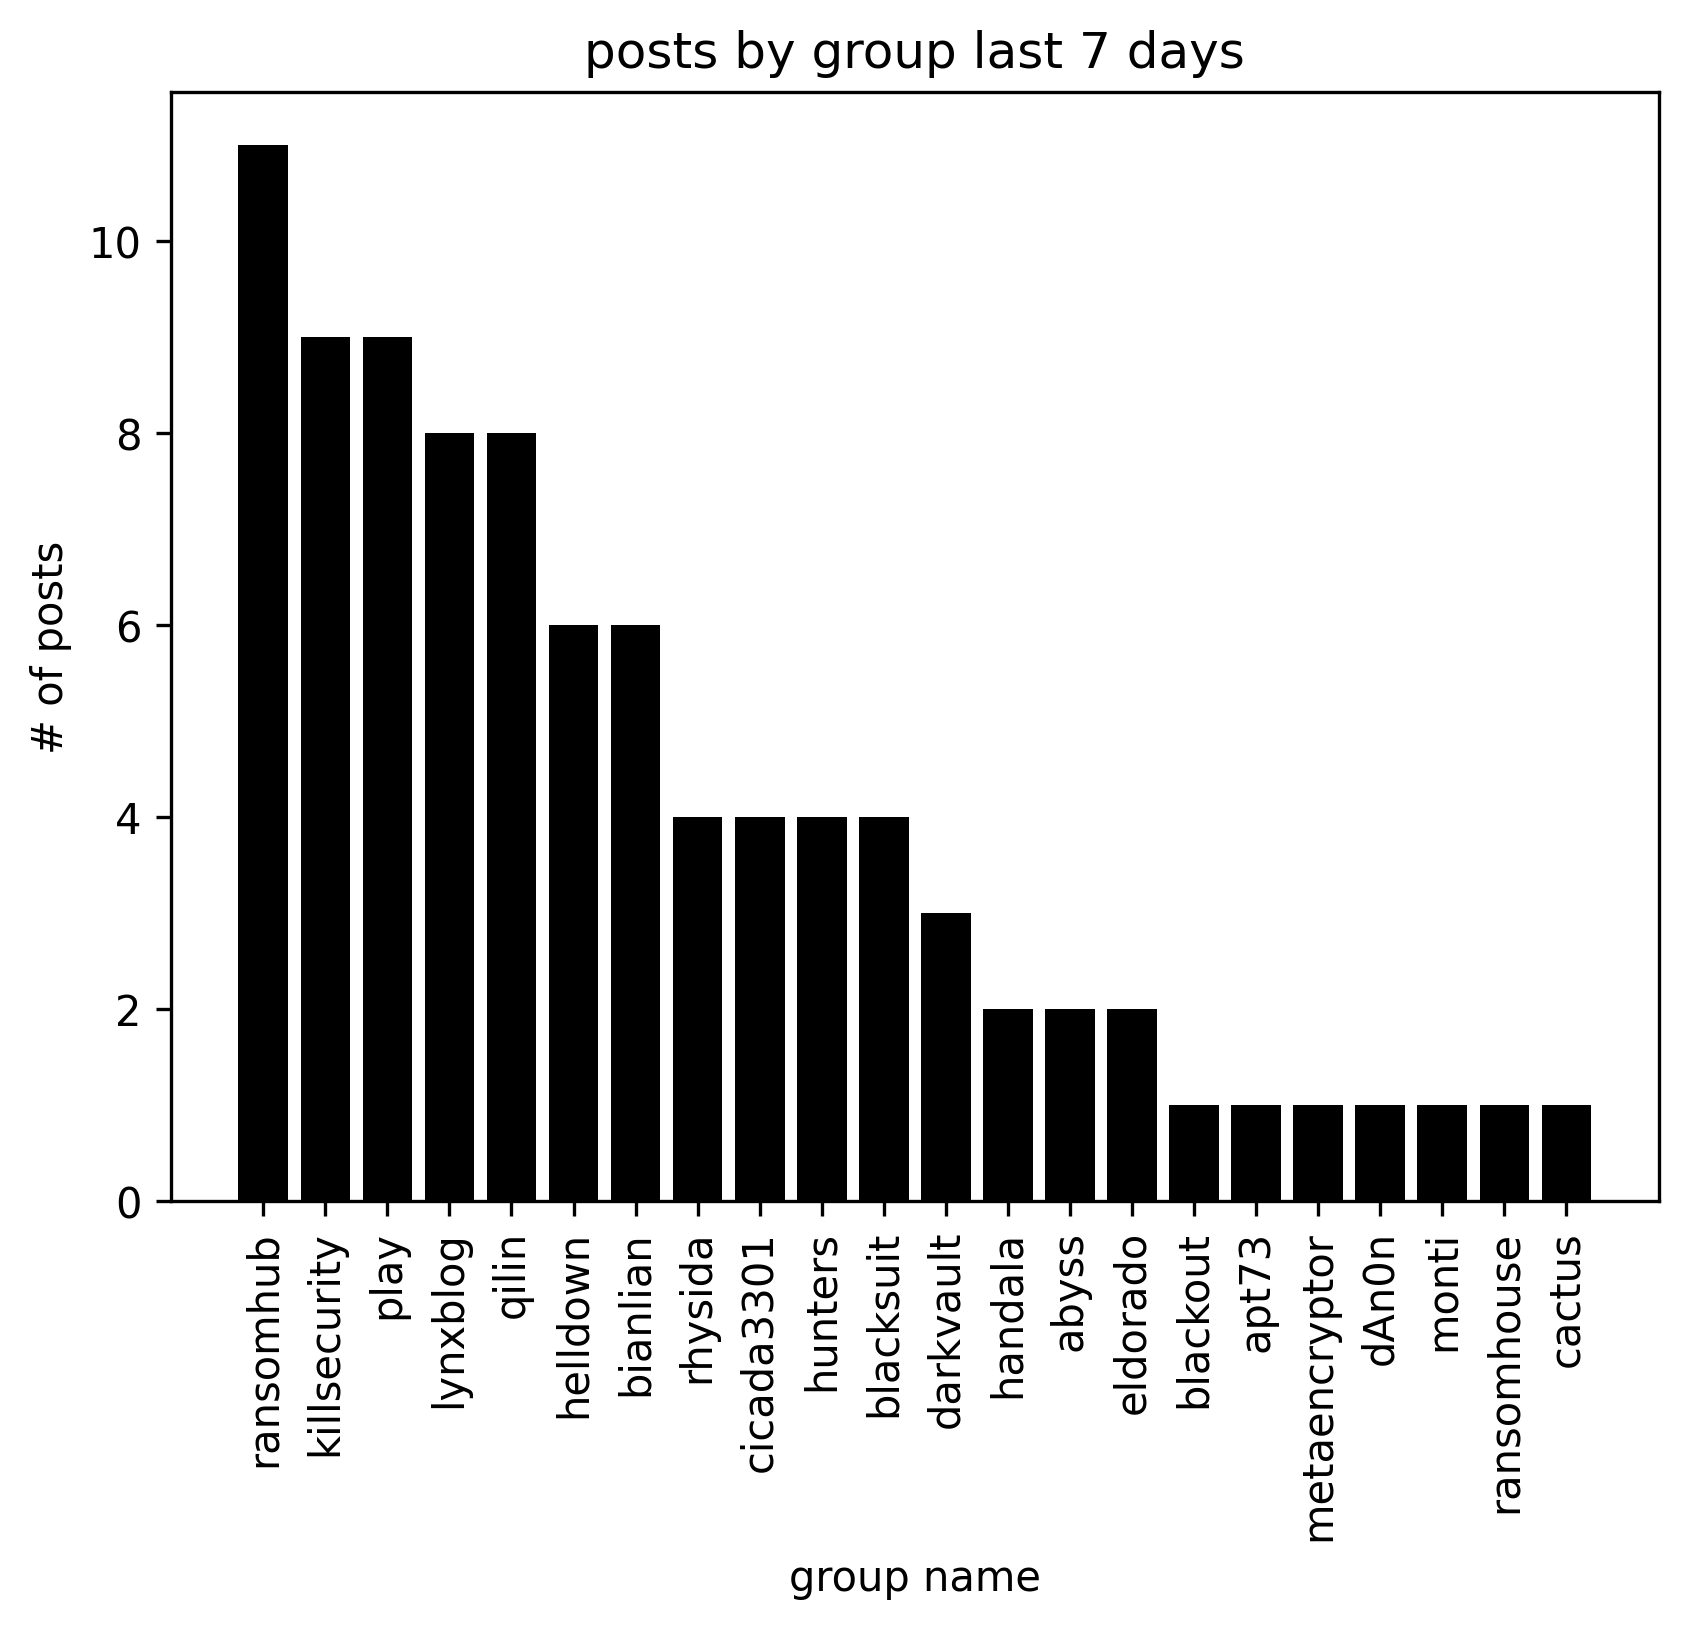 posts by group last 7 days
# of posts
10
8
6
4
2
0
ransomhub
killsecurity
play
lynxblog
qilin
helldown
bianlian
rhysida
cicada3301
hunters
blacksuit
darkvault
handala
abyss
eldorado
blackout
apt73
metaencryptor
dAn0n
monti
ransomhouse
cactus
group name